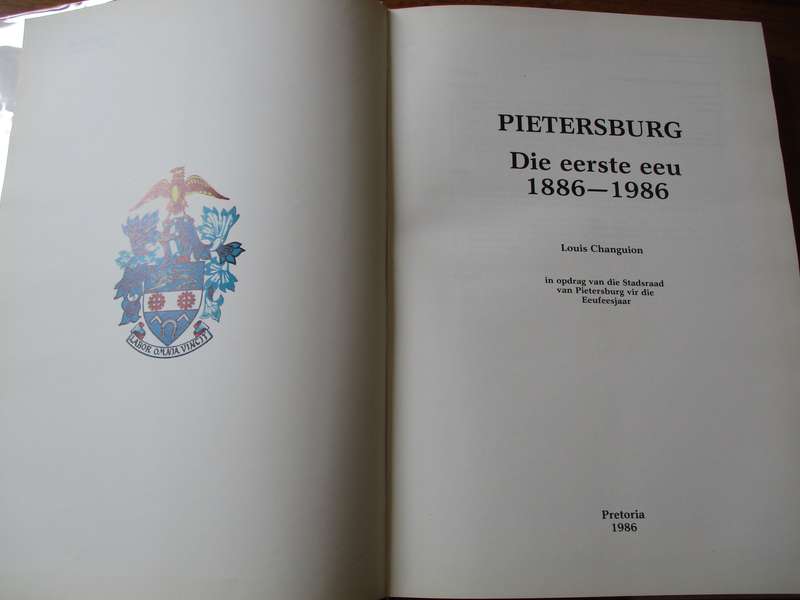 LABOR OMNIA VINCIT
PIETERSBURG
Die eerste eeu
1886—1986
Louis Changuion
in opdrag van die Stadsraad
van Pietersburg vir die
Eeufeesjaar
Pretoria
1986